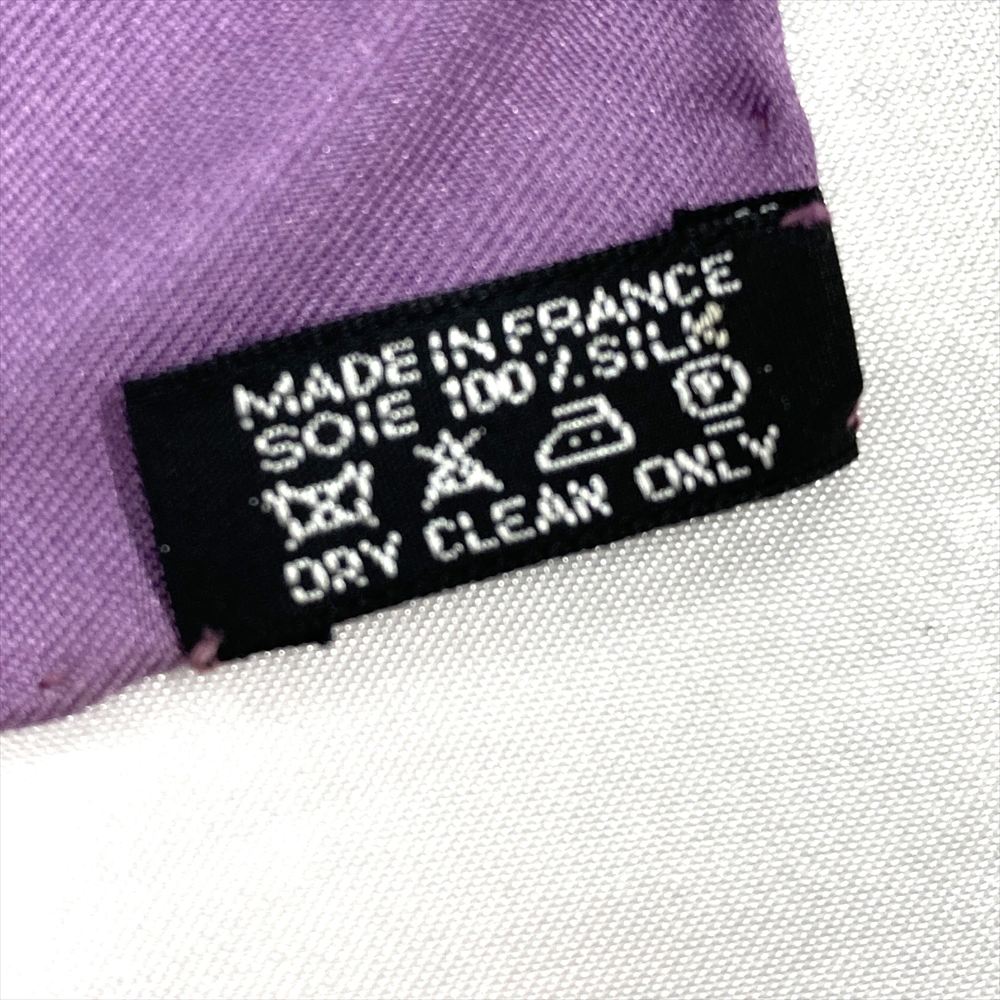 MADE IN FRANCE
SOIE 100% SILK
P
DRY CLEAN ONLY